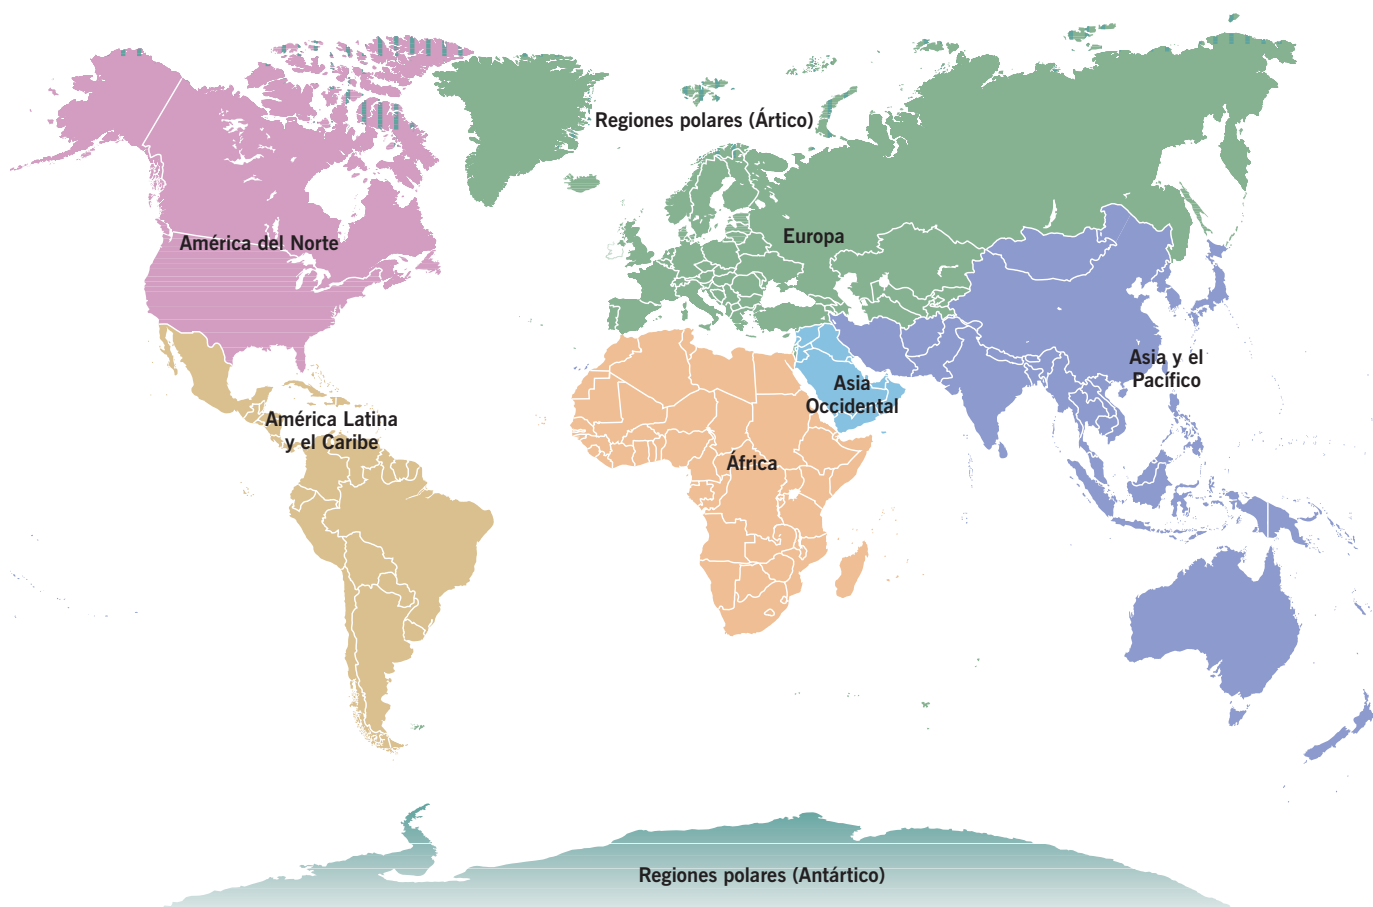 Regiones polares (Ártico)
América del Norte
Europa
Asia y el
Pacífico
Asia
Occidental
América Latina
y el Caribe
África
Regiones polares (Antártico)